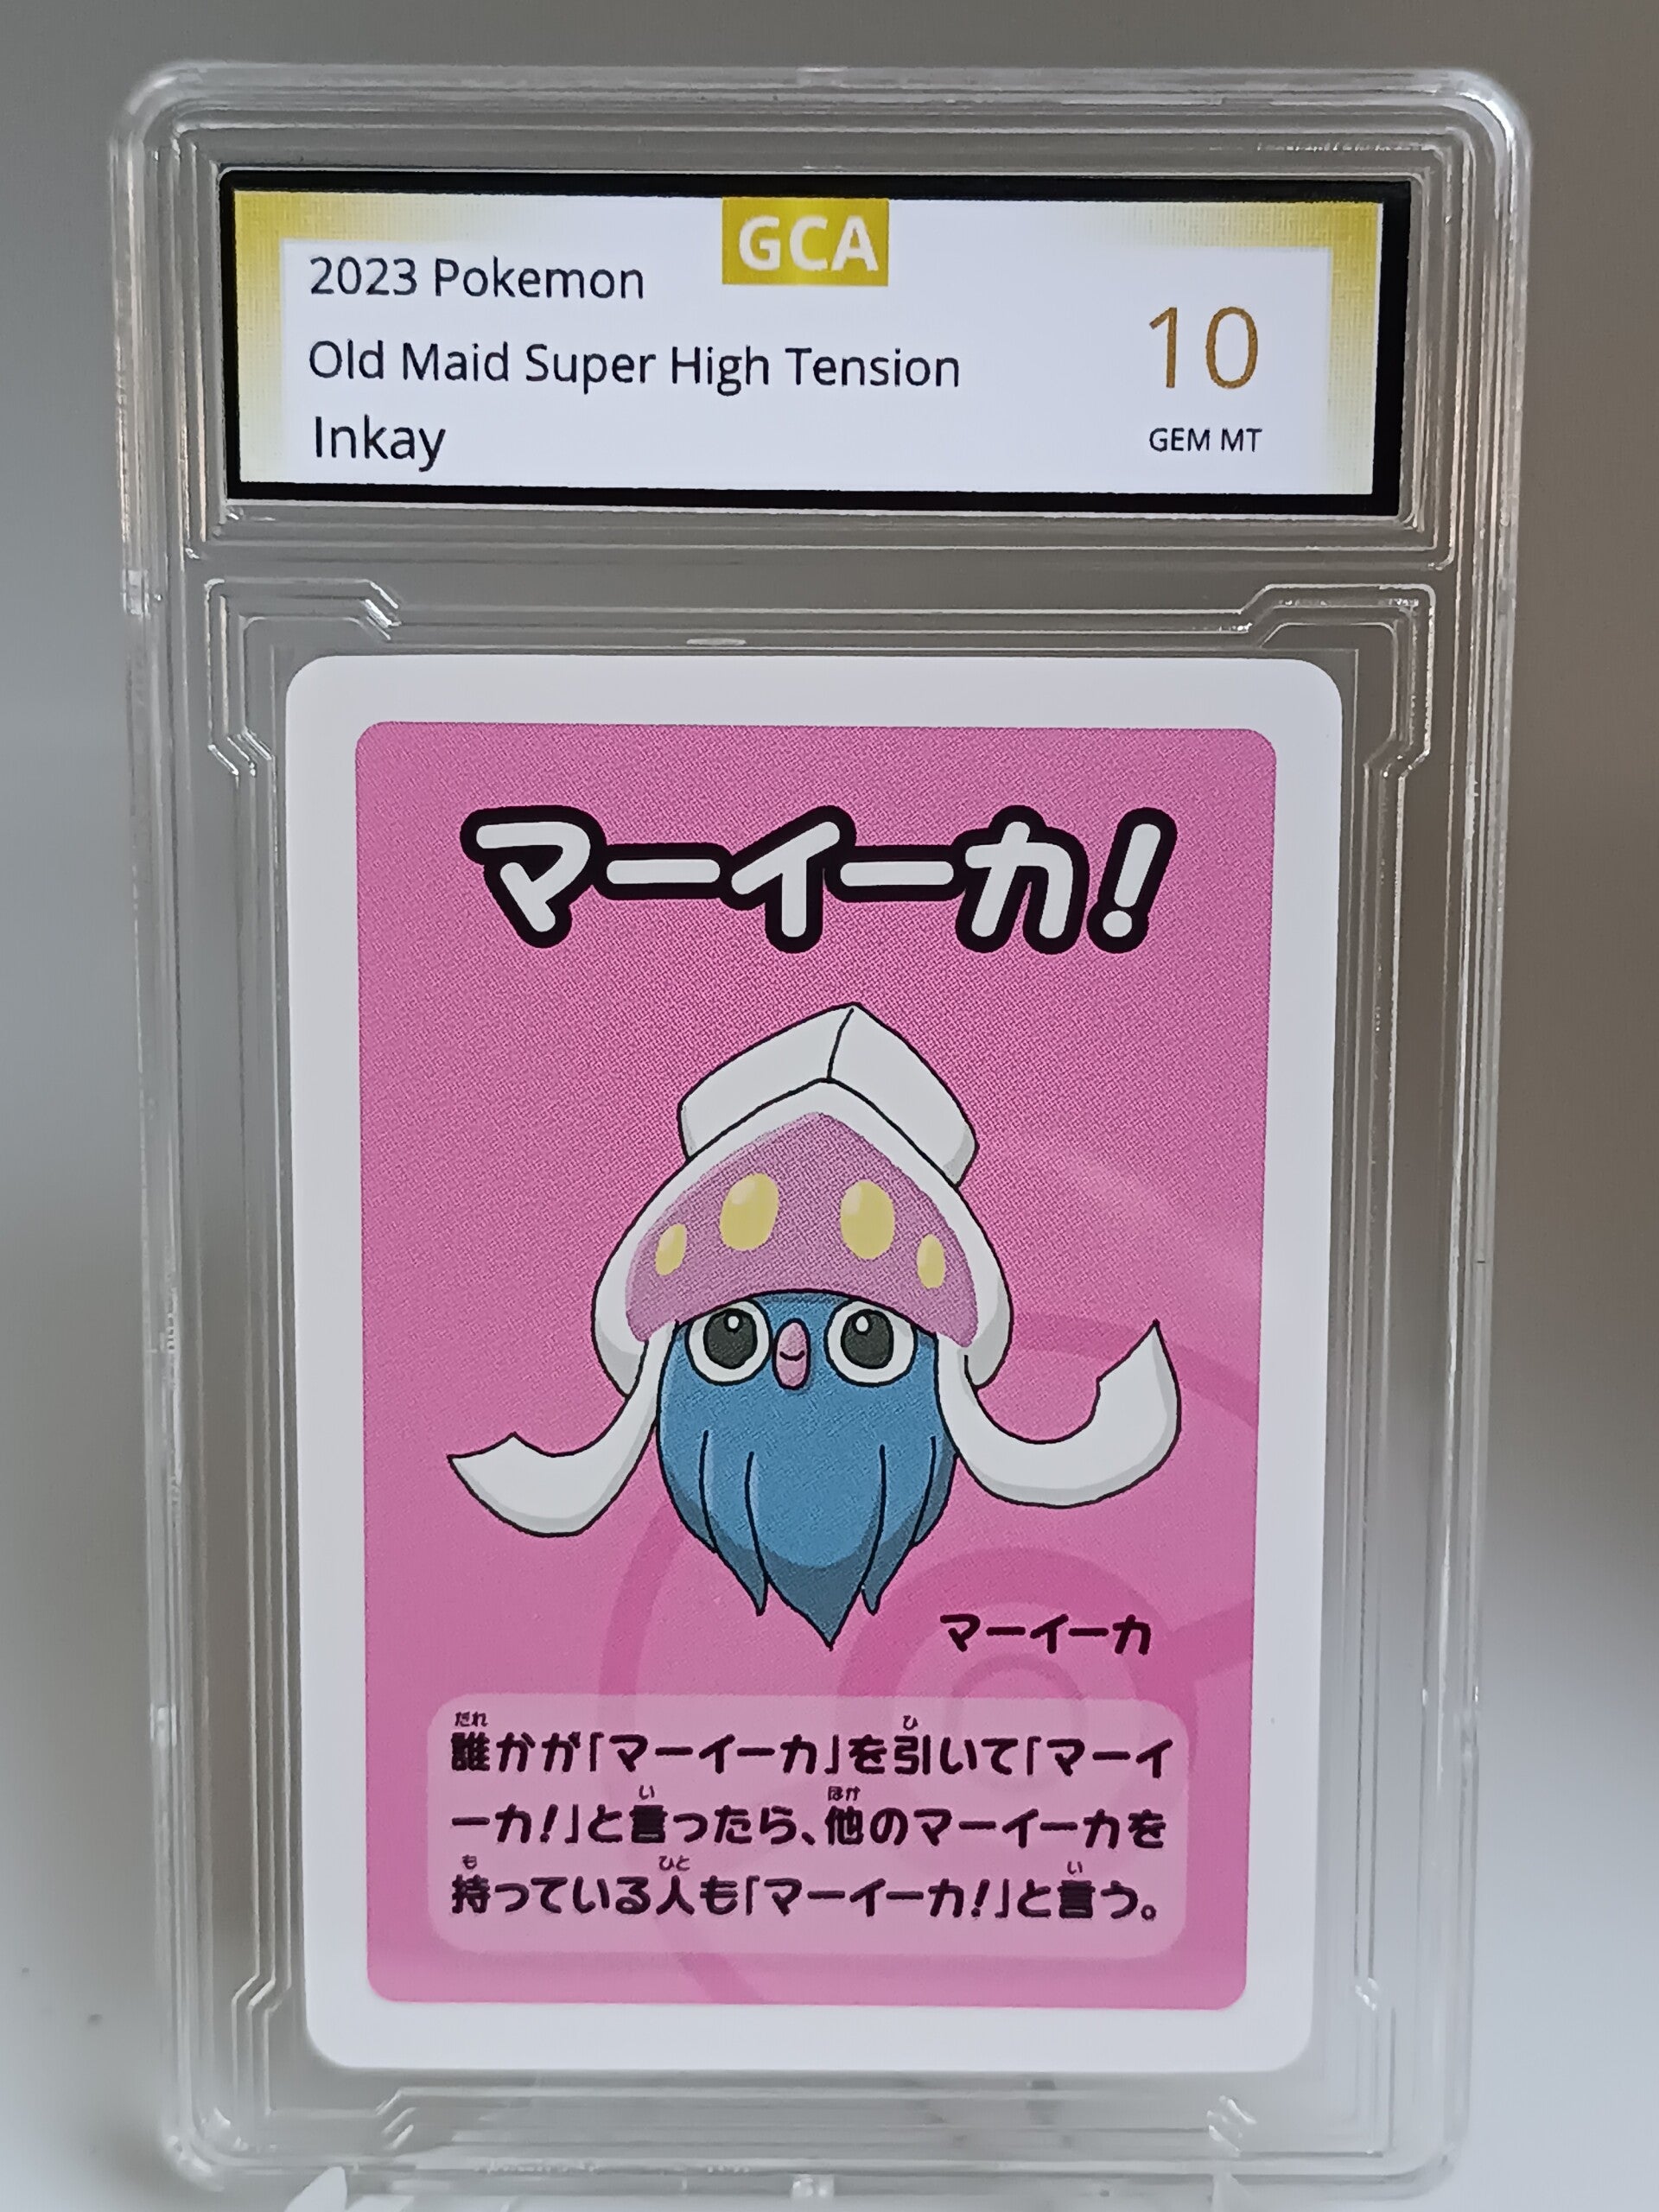 GCA
2023 Pokemon
Old Maid Super High Tension
Inkay
10
GEM MT
マーイーカ!
マーイーカ
だれ ひ
誰かが「マーイーカ」を引いて「マーイ
い ほか
ーカ!」と言ったら、他のマーイーカを
も ひと い
持っている人も「マーイーカ!」と言う。